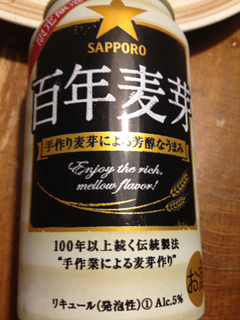 SAPPORO
百年麦芽
手作り麦芽による芳醇なうまみ
Enjoy the rich,
mellow flavor!
100年以上続く伝統製法
“手作業による麦芽作り”
お酒
リキュール(発泡性)① Alc.5%